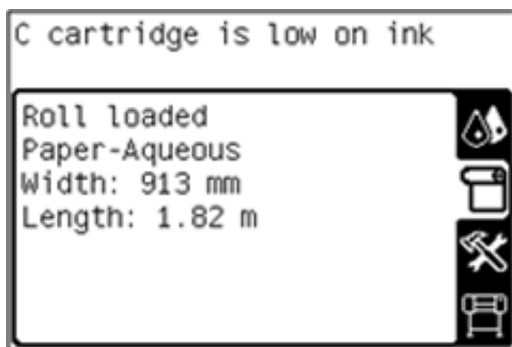 C cartridge is low on ink
Roll loaded
Paper-Aqueous
Width: 913 mm
Length: 1.82 m